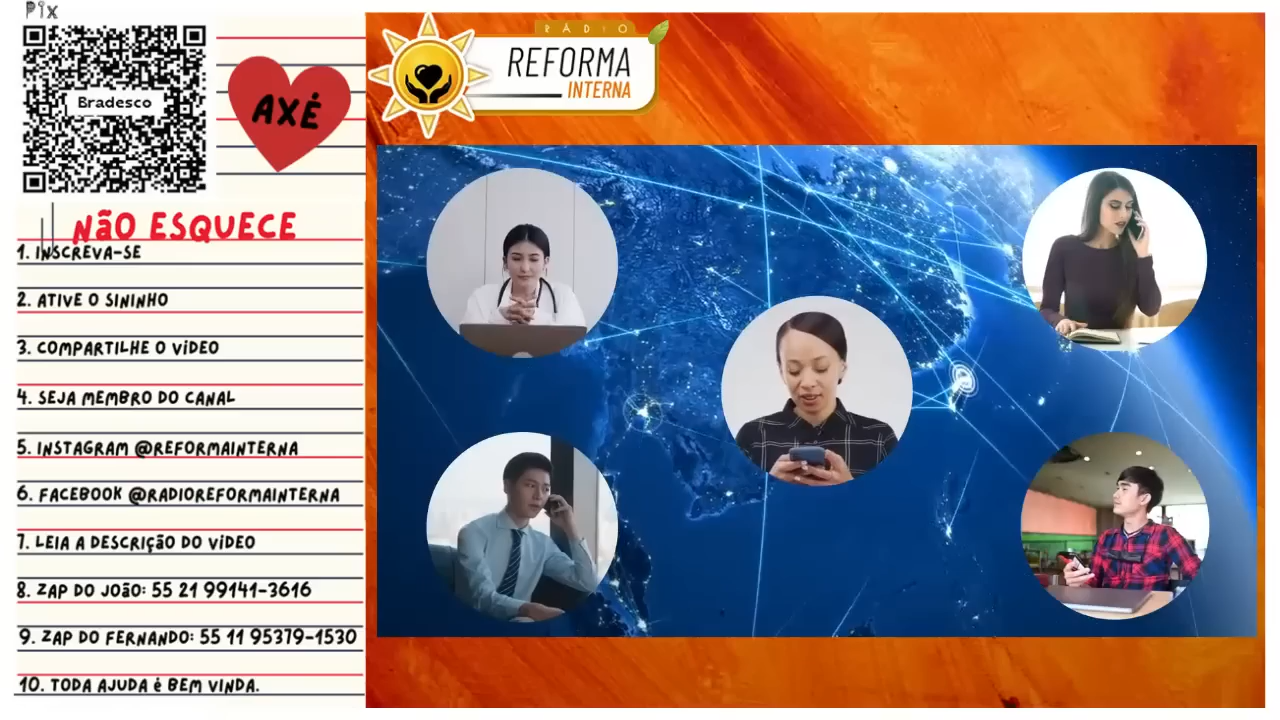 Pix
Bradesco
AXÉ
NÃO ESQUECE
1. INSCREVA-SE
2. ATIVE O SININHO
3. COMPARTILHE O VÍDEO
4. SEJA MEMBRO DO CANAL
5. INSTAGRAM @REFORMAINTERNA
6. FACEBOOK @RADIOREFORMAINTERNA
7. LEIA A DESCRIÇÃO DO VÍDEO
8. ZAP DO JOÃO: 55 21 99141-3616
9. ZAP DO FERNANDO: 55 11 95379-1530
10. TODA AJUDA É BEM VINDA.
RÁDIO
REFORMA
INTERNA